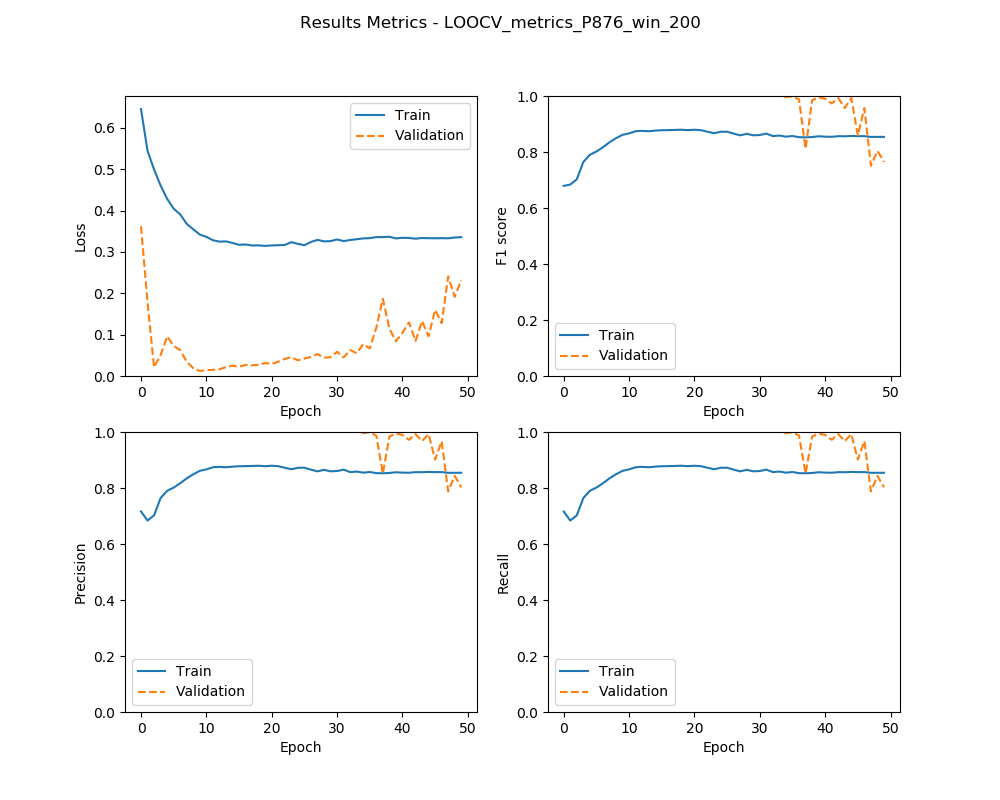 Results Metrics - LOOCV_metrics_P876_win_200
Loss
0.6
0.5
0.4
0.3
0.2
0.1
0.0
Train
Validation
0 10 20 30 40 50
Epoch
F1 score
1.0
0.8
0.6
0.4
0.2
0.0
Train
Validation
0 10 20 30 40 50
Epoch
Precision
1.0
0.8
0.6
0.4
0.2
0.0
Train
Validation
0 10 20 30 40 50
Epoch
Recall
1.0
0.8
0.6
0.4
0.2
0.0
Train
Validation
0 10 20 30 40 50
Epoch